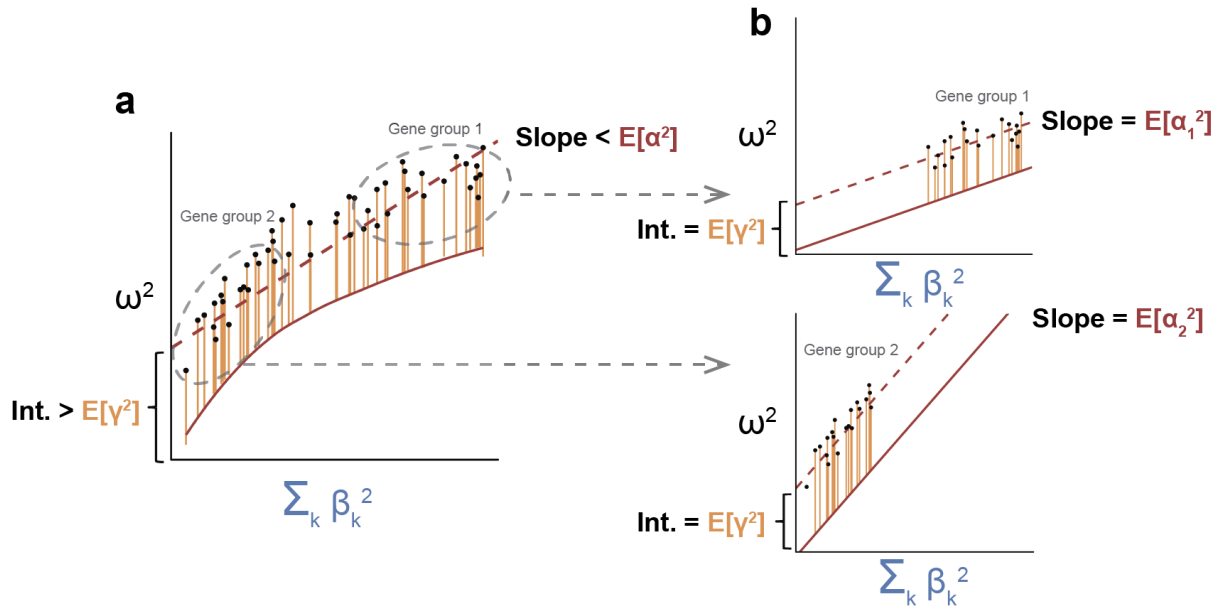 a
Gene group 1
Slope < E[α²]
Gene group 2
ω²
Int. > E[γ²]
Σₖ βₖ²
b
Gene group 1
ω²
Slope = E[α₁²]
Int. = E[γ²]
Σₖ βₖ²
Slope = E[α₂²]
Gene group 2
ω²
Int. = E[γ²]
Σₖ βₖ²